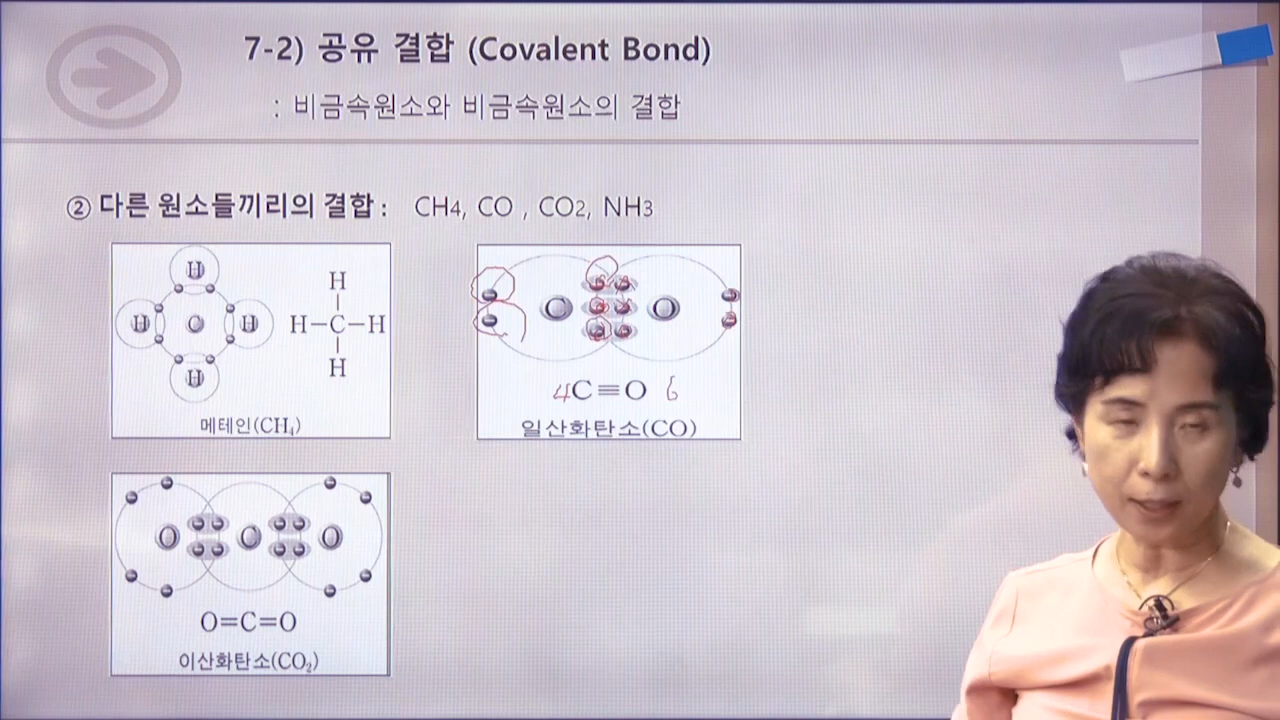 7-2) 공유 결합 (Covalent Bond)
: 비금속원소와 비금속원소의 결합
② 다른 원소들끼리의 결합 : CH4, CO , CO2, NH3
H
H C H
H
H
H–C–H
H
메테인(CH₄)
C O
4C≡O 6
일산화탄소(CO)
O C O
O=C=O
이산화탄소(CO₂)